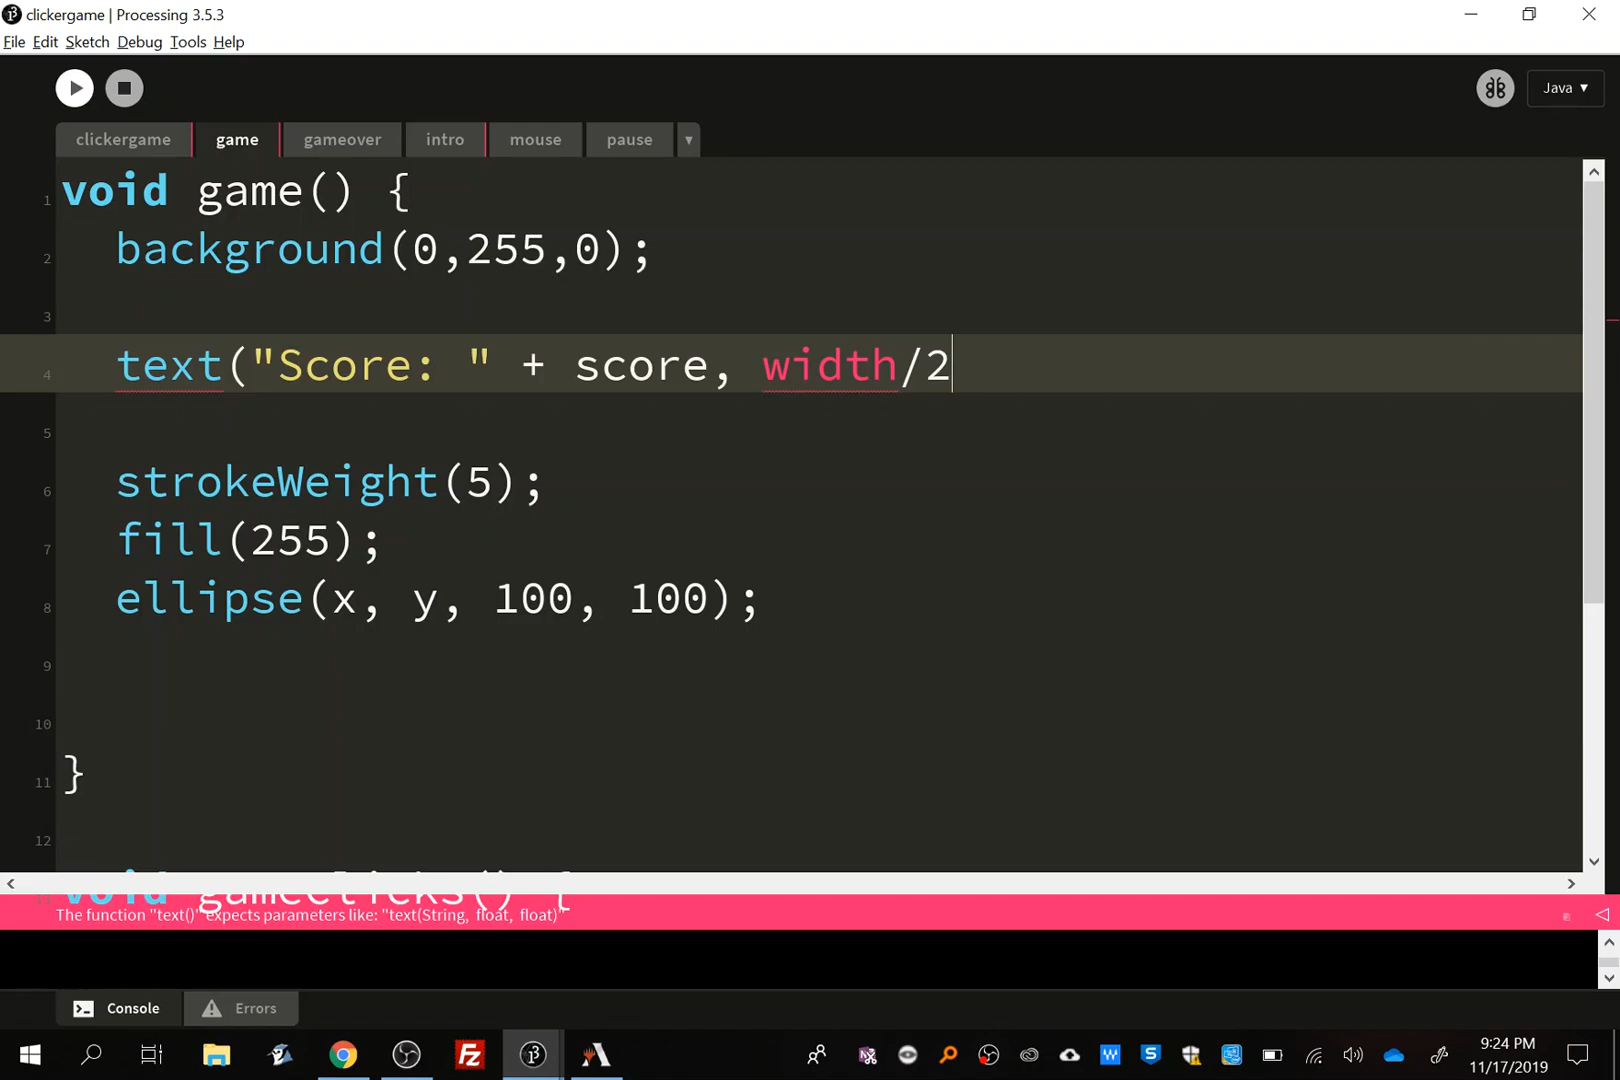 clickergame | Processing 3.5.3
File Edit Sketch Debug Tools Help
Java ▾
clickergame game gameover intro mouse pause ▾
1 void game() {
2 background(0,255,0);
3
4 text("Score: " + score, width/2
5
6 strokeWeight(5);
7 fill(255);
8 ellipse(x, y, 100, 100);
9
10
11 }
12
void gameClicks() {
The function "text()" expects parameters like: "text(String, float, float)"
Console Errors
9:24 PM
11/17/2019